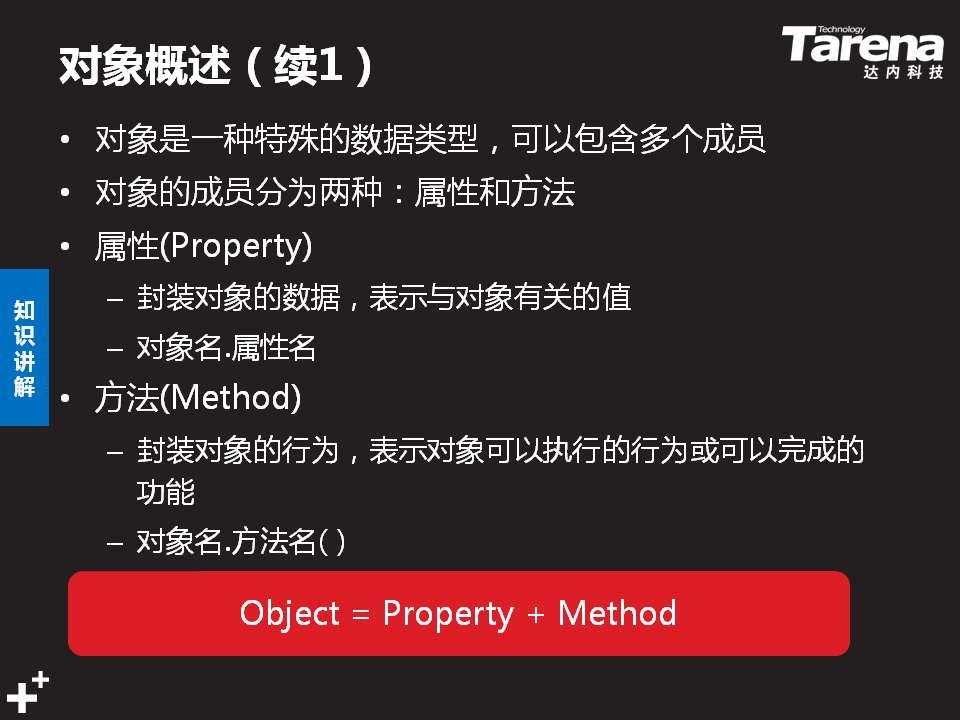 对象概述（续1）
Technology
Tarena
达内科技
• 对象是一种特殊的数据类型，可以包含多个成员
• 对象的成员分为两种：属性和方法
• 属性(Property)
– 封装对象的数据，表示与对象有关的值
– 对象名.属性名
知识讲解
• 方法(Method)
– 封装对象的行为，表示对象可以执行的行为或可以完成的
功能
– 对象名.方法名( )
Object = Property + Method